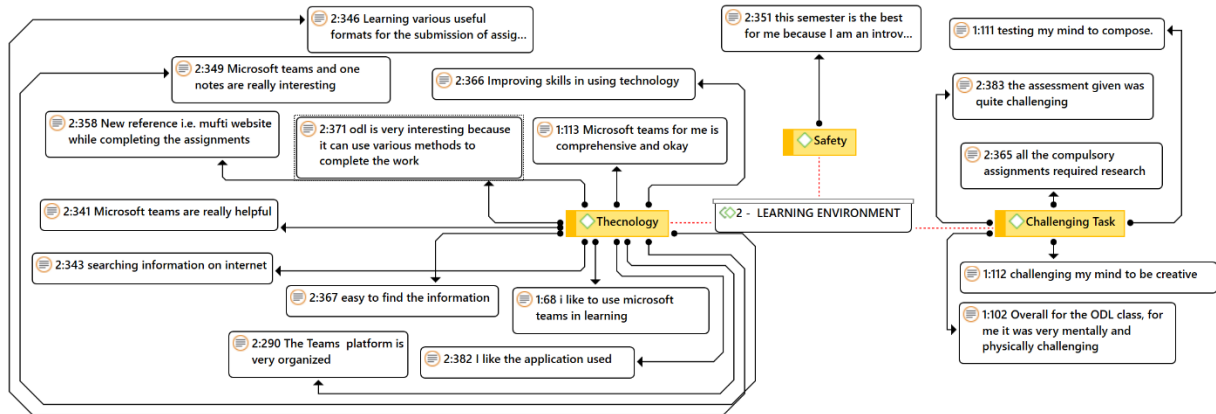 2:346 Learning various useful
formats for the submission of assig...
2:351 this semester is the best
for me because I am an introv...
1:111 testing my mind to compose.
2:349 Microsoft teams and one
notes are really interesting
2:366 Improving skills in using technology
2:383 the assessment given was
quite challenging
2:358 New reference i.e. mufti website
while completing the assignments
2:371 odl is very interesting because
it can use various methods to
complete the work
1:113 Microsoft teams for me is
comprehensive and okay
Safety
2:365 all the compulsory
assignments required research
2:341 Microsoft teams are really helpful
Thecnology
2 - LEARNING ENVIRONMENT
Challenging Task
2:343 searching information on internet
1:112 challenging my mind to be creative
2:367 easy to find the information
1:68 i like to use microsoft
teams in learning
1:102 Overall for the ODL class, for
me it was very mentally and
physically challenging
2:290 The Teams platform is
very organized
2:382 I like the application used